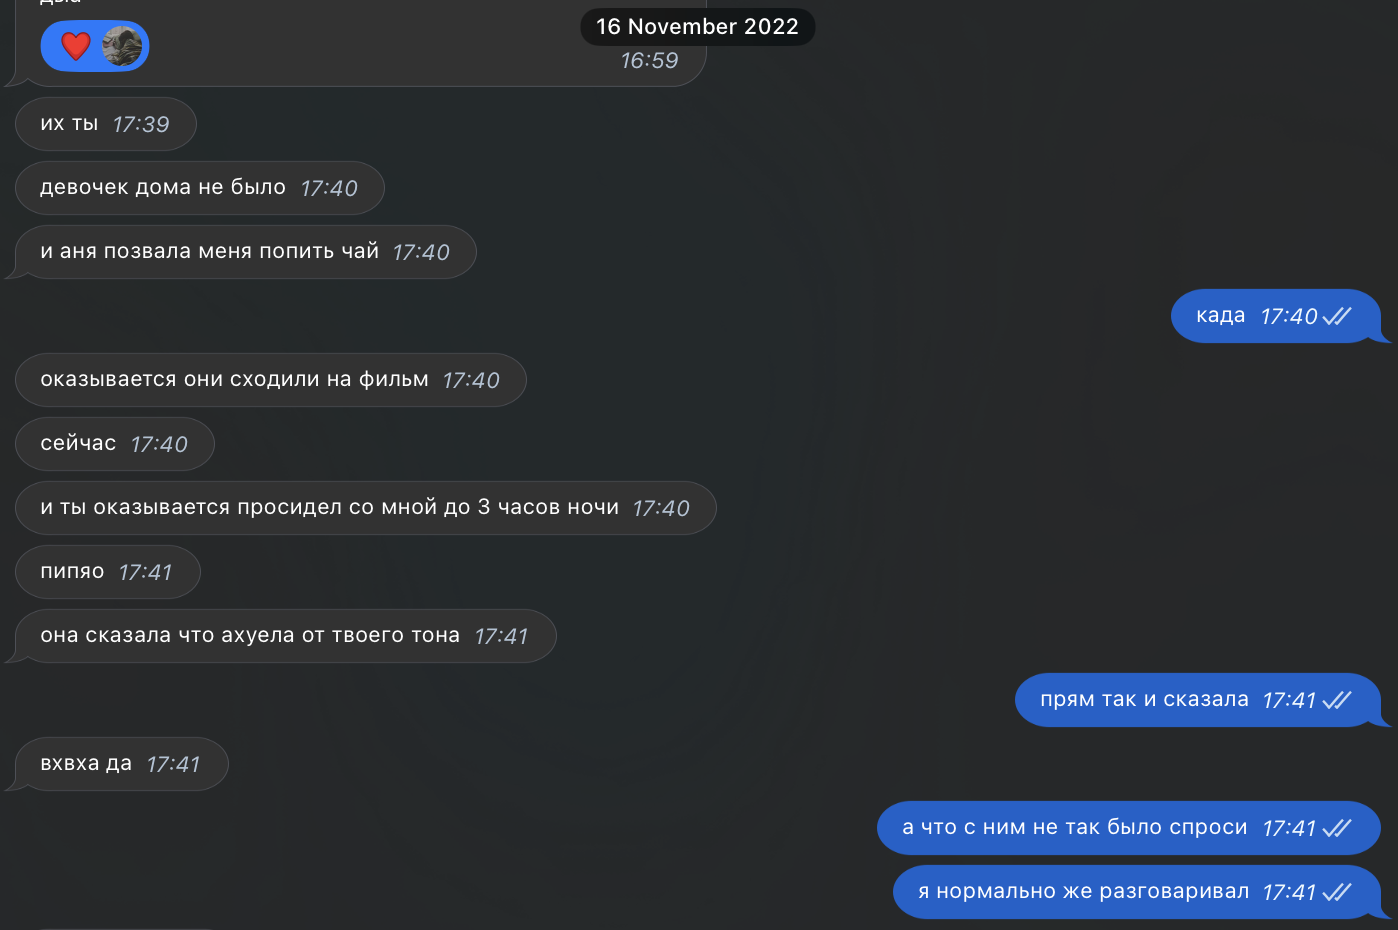 16 November 2022
16:59
их ты 17:39
девочек дома не было 17:40
и аня позвала меня попить чай 17:40
када 17:40
оказывается они сходили на фильм 17:40
сейчас 17:40
и ты оказывается просидел со мной до 3 часов ночи 17:40
пипяо 17:41
она сказала что ахуела от твоего тона 17:41
прям так и сказала 17:41
вхвха да 17:41
а что с ним не так было спроси 17:41
я нормально же разговаривал 17:41